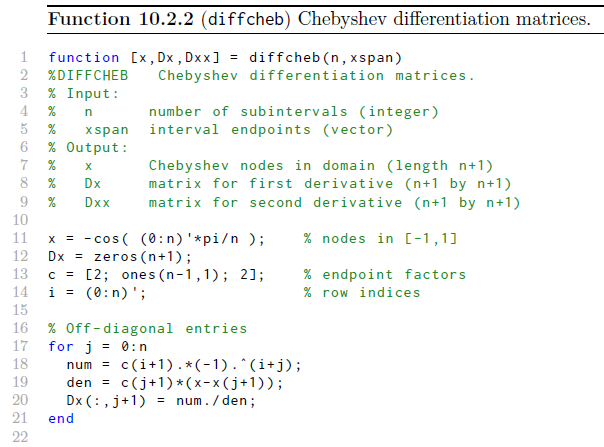 Function 10.2.2 (diffcheb) Chebyshev differentiation matrices.
1 function [x,Dx,Dxx] = diffcheb(n,xspan)
2 %DIFFCHEB   Chebyshev differentiation matrices.
3 % Input:
4 %   n      number of subintervals (integer)
5 %   xspan  interval endpoints (vector)
6 % Output:
7 %   x      Chebyshev nodes in domain (length n+1)
8 %   Dx     matrix for first derivative (n+1 by n+1)
9 %   Dxx    matrix for second derivative (n+1 by n+1)
10
11 x = -cos( (0:n)'*pi/n );    % nodes in [-1,1]
12 Dx = zeros(n+1);
13 c = [2; ones(n-1,1); 2];    % endpoint factors
14 i = (0:n)';                 % row indices
15
16 % Off-diagonal entries
17 for j = 0:n
18   num = c(i+1).*(-1).^(i+j);
19   den = c(j+1)*(x-x(j+1));
20   Dx(:,j+1) = num./den;
21 end
22